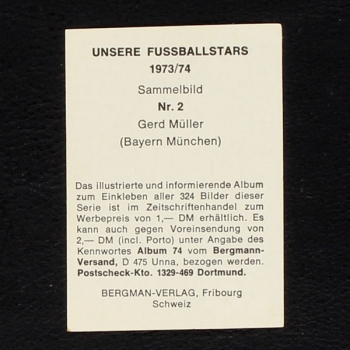 UNSERE FUSSBALLSTARS
1973/74
Sammelbild
Nr. 2
Gerd Müller
(Bayern München)
Das illustrierte und informierende Album
zum Einkleben aller 324 Bilder dieser
Serie ist im Zeitschriftenhandel zum
Werbepreis von 1,— DM erhältlich. Es
kann auch gegen Voreinsendung von
2,— DM (incl. Porto) unter Angabe des
Kennwortes Album 74 vom Bergmann-
Versand, D 475 Unna, bezogen werden.
Postscheck-Kto. 1329-469 Dortmund.
BERGMAN-VERLAG, Fribourg
Schweiz